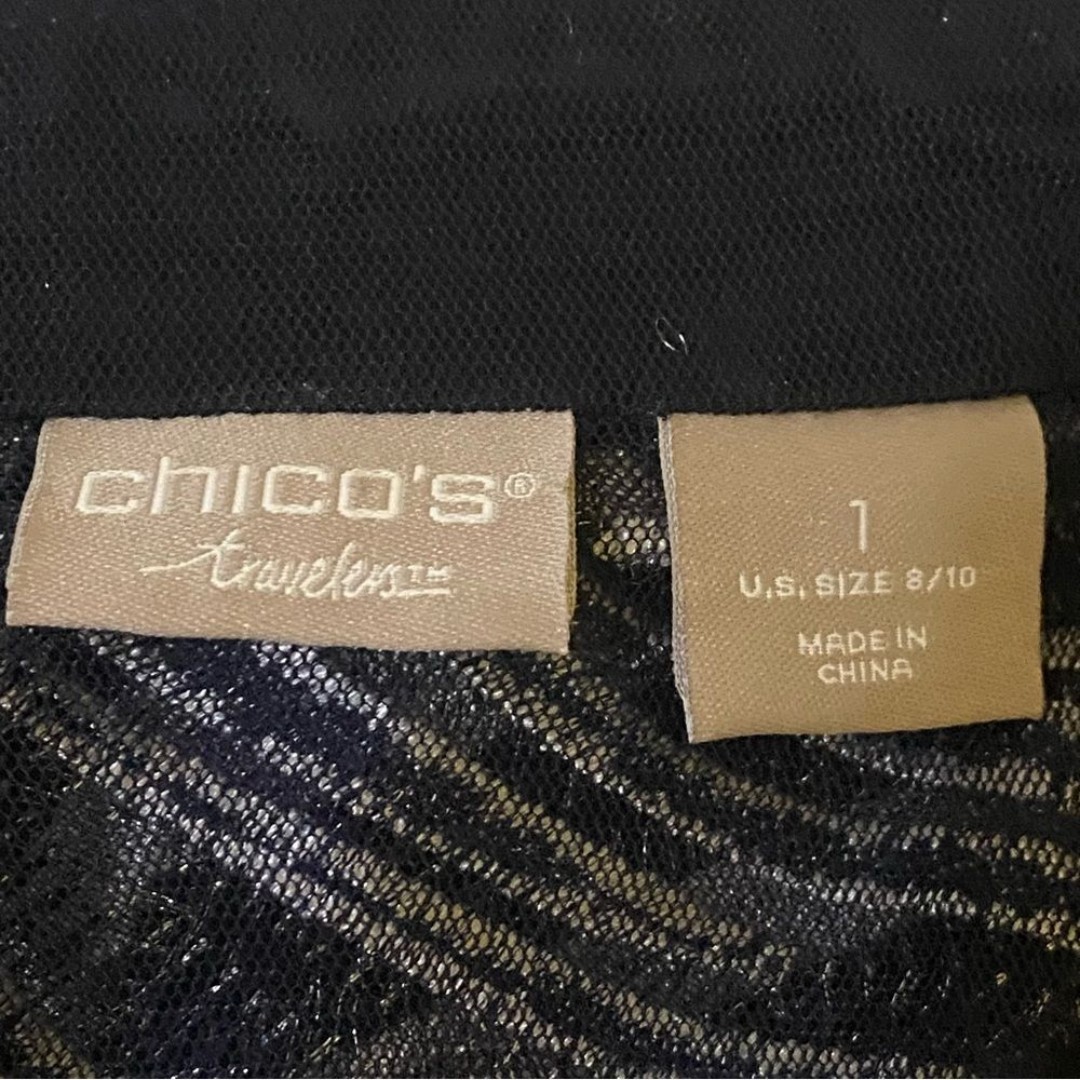 chico's®
travelers™
1
U.S. SIZE 8/10
MADE IN
CHINA